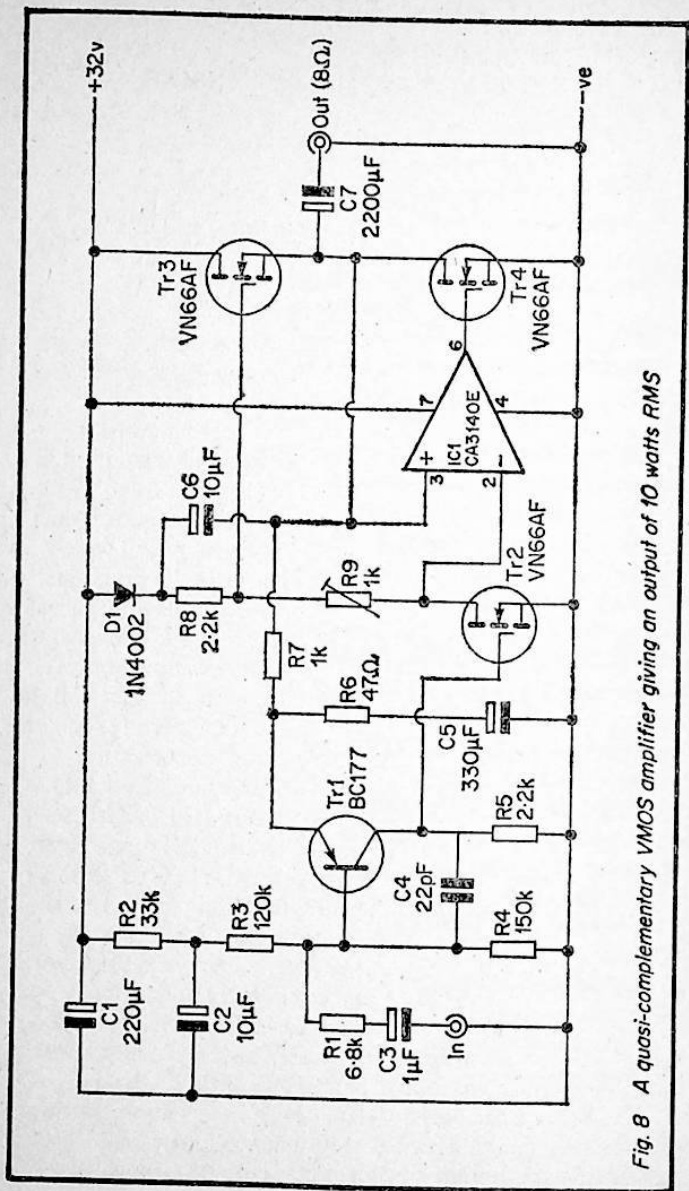 +32v
C1
220µF
R2
33k
C2
10µF
R3
120k
R1
6·8k
C3
1µF
In
Tr1
BC177
C4
22pF
R4
150k
R5
2·2k
D1
1N4002
R8
2·2k
C6
10µF
R7
1k
R6
47Ω
C5
330µF
R9
1k
Tr2
VN66AF
3
+
2
-
IC1
CA3140E
7
4
6
Tr3
VN66AF
Tr4
VN66AF
C7
2200µF
Out (8Ω)
-ve
Fig. 8 A quasi-complementary VMOS amplifier giving an output of 10 watts RMS